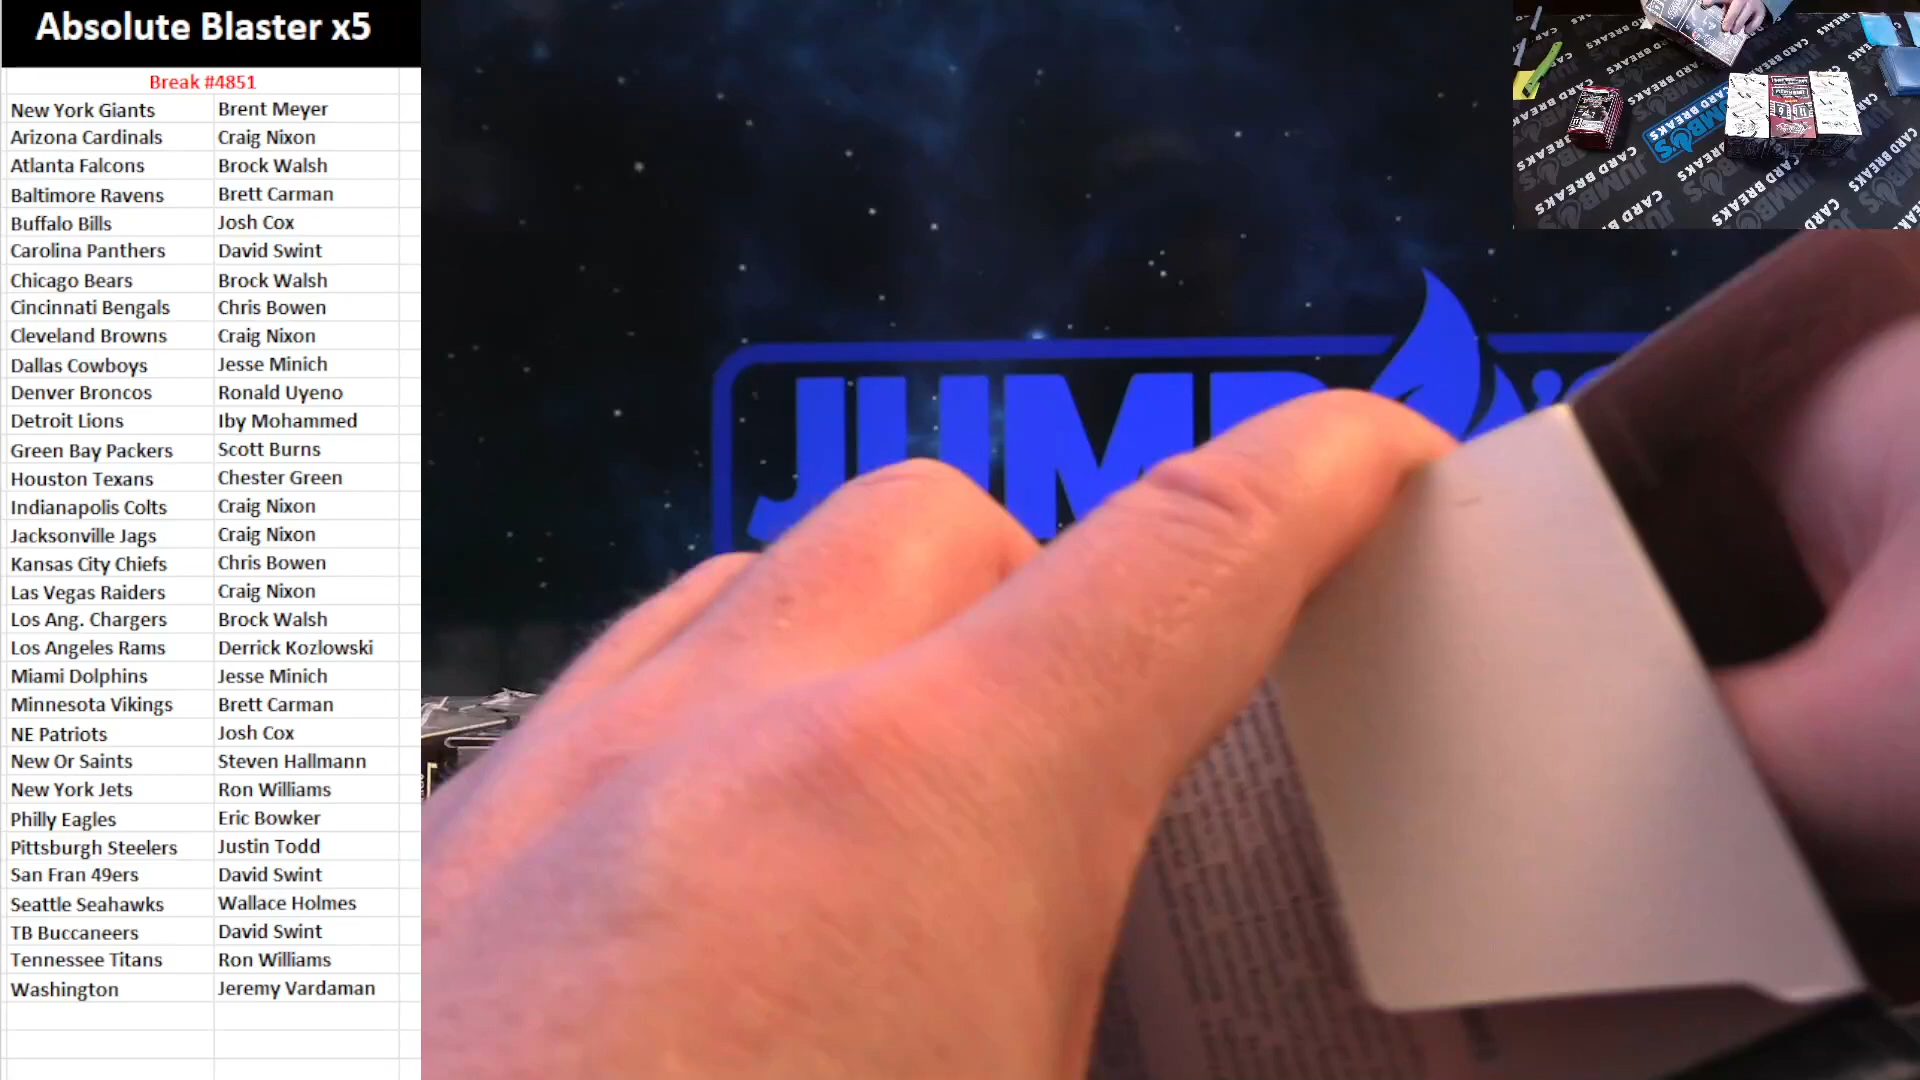 Absolute Blaster x5
Break #4851
New York Giants Brent Meyer
Arizona Cardinals Craig Nixon
Atlanta Falcons Brock Walsh
Baltimore Ravens Brett Carman
Buffalo Bills Josh Cox
Carolina Panthers David Swint
Chicago Bears Brock Walsh
Cincinnati Bengals Chris Bowen
Cleveland Browns Craig Nixon
Dallas Cowboys Jesse Minich
Denver Broncos Ronald Uyeno
Detroit Lions Iby Mohammed
Green Bay Packers Scott Burns
Houston Texans Chester Green
Indianapolis Colts Craig Nixon
Jacksonville Jags Craig Nixon
Kansas City Chiefs Chris Bowen
Las Vegas Raiders Craig Nixon
Los Ang. Chargers Brock Walsh
Los Angeles Rams Derrick Kozlowski
Miami Dolphins Jesse Minich
Minnesota Vikings Brett Carman
NE Patriots Josh Cox
New Or Saints Steven Hallmann
New York Jets Ron Williams
Philly Eagles Eric Bowker
Pittsburgh Steelers Justin Todd
San Fran 49ers David Swint
Seattle Seahawks Wallace Holmes
TB Buccaneers David Swint
Tennessee Titans Ron Williams
Washington Jeremy Vardaman
JUMB
CARD BREAKS
JUMBO'S
CARD BREAKS